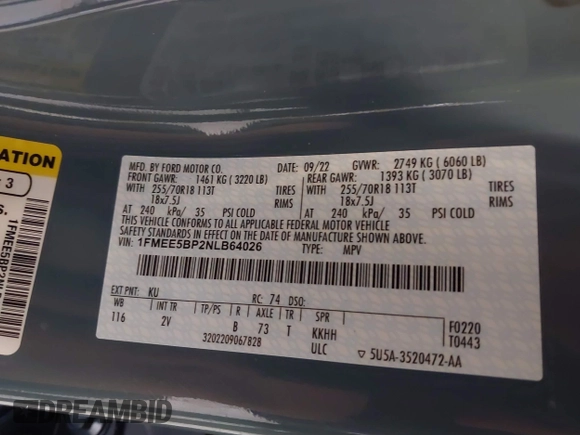 ATION
3
1FMEE5BP2NL
MFD. BY FORD MOTOR CO. 09/22 GVWR: 2749 KG ( 6060 LB)
FRONT GAWR: 1461 KG ( 3220 LB) REAR GAWR: 1393 KG ( 3070 LB)
WITH 255/70R18 113T TIRES WITH 255/70R18 113T TIRES
18x7.5J RIMS 18x7.5J RIMS
AT 240 kPa/ 35 PSI COLD AT 240 kPa/ 35 PSI COLD
THIS VEHICLE CONFORMS TO ALL APPLICABLE FEDERAL MOTOR VEHICLE
SAFETY STANDARDS IN EFFECT ON THE DATE OF MANUFACTURE SHOWN ABOVE.
VIN: 1FMEE5BP2NLB64026 TYPE: MPV
EXT PNT: KU RC: 74 DSO:
WB INT TR TP/PS R AXLE TR SPR
116 2V B 73 T KKHH F0220
ULC T0443
3202209067828 ▽ 5U5A-3520472-AA
DREAMBID